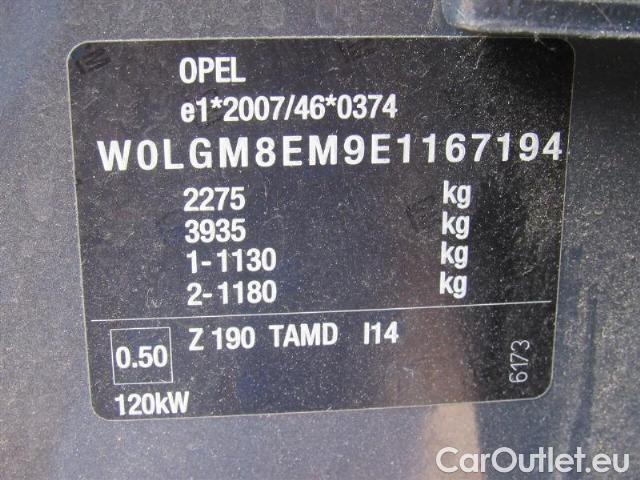 OPEL
e1*2007/46*0374
W0LGM8EM9E1167194
2275 kg
3935 kg
1-1130 kg
2-1180 kg
0.50 Z 190 TAMD I14
120kW
6173
CarOutlet.eu